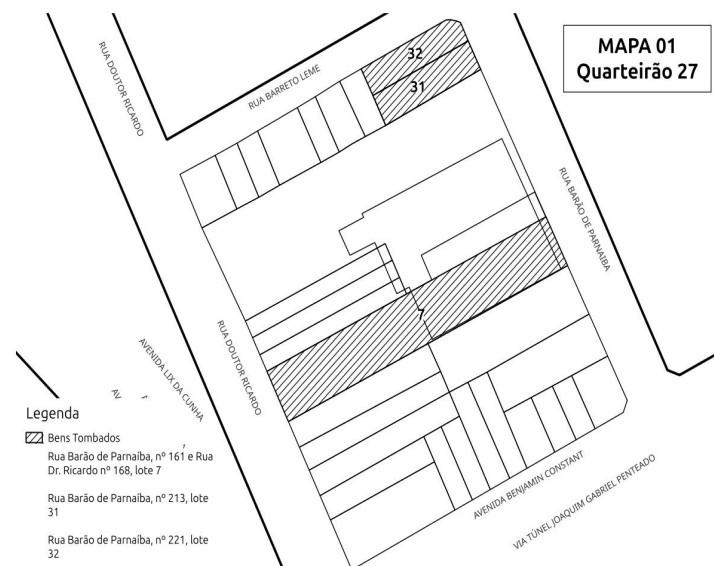 MAPA 01
Quarteirão 27
RUA DOUTOR RICARDO
RUA BARRETO LEME
32
31
RUA BARÃO DE PARNAIBA
7
RUA DOUTOR RICARDO
AVENIDA LIX DA CUNHA
AV
AVENIDA BENJAMIN CONSTANT
VIA TÚNEL JOAQUIM GABRIEL PENTEADO
Legenda
Bens Tombados
Rua Barão de Parnaíba, nº 161 e Rua
Dr. Ricardo nº 168, lote 7
Rua Barão de Parnaíba, nº 213, lote
31
Rua Barão de Parnaíba, nº 221, lote
32